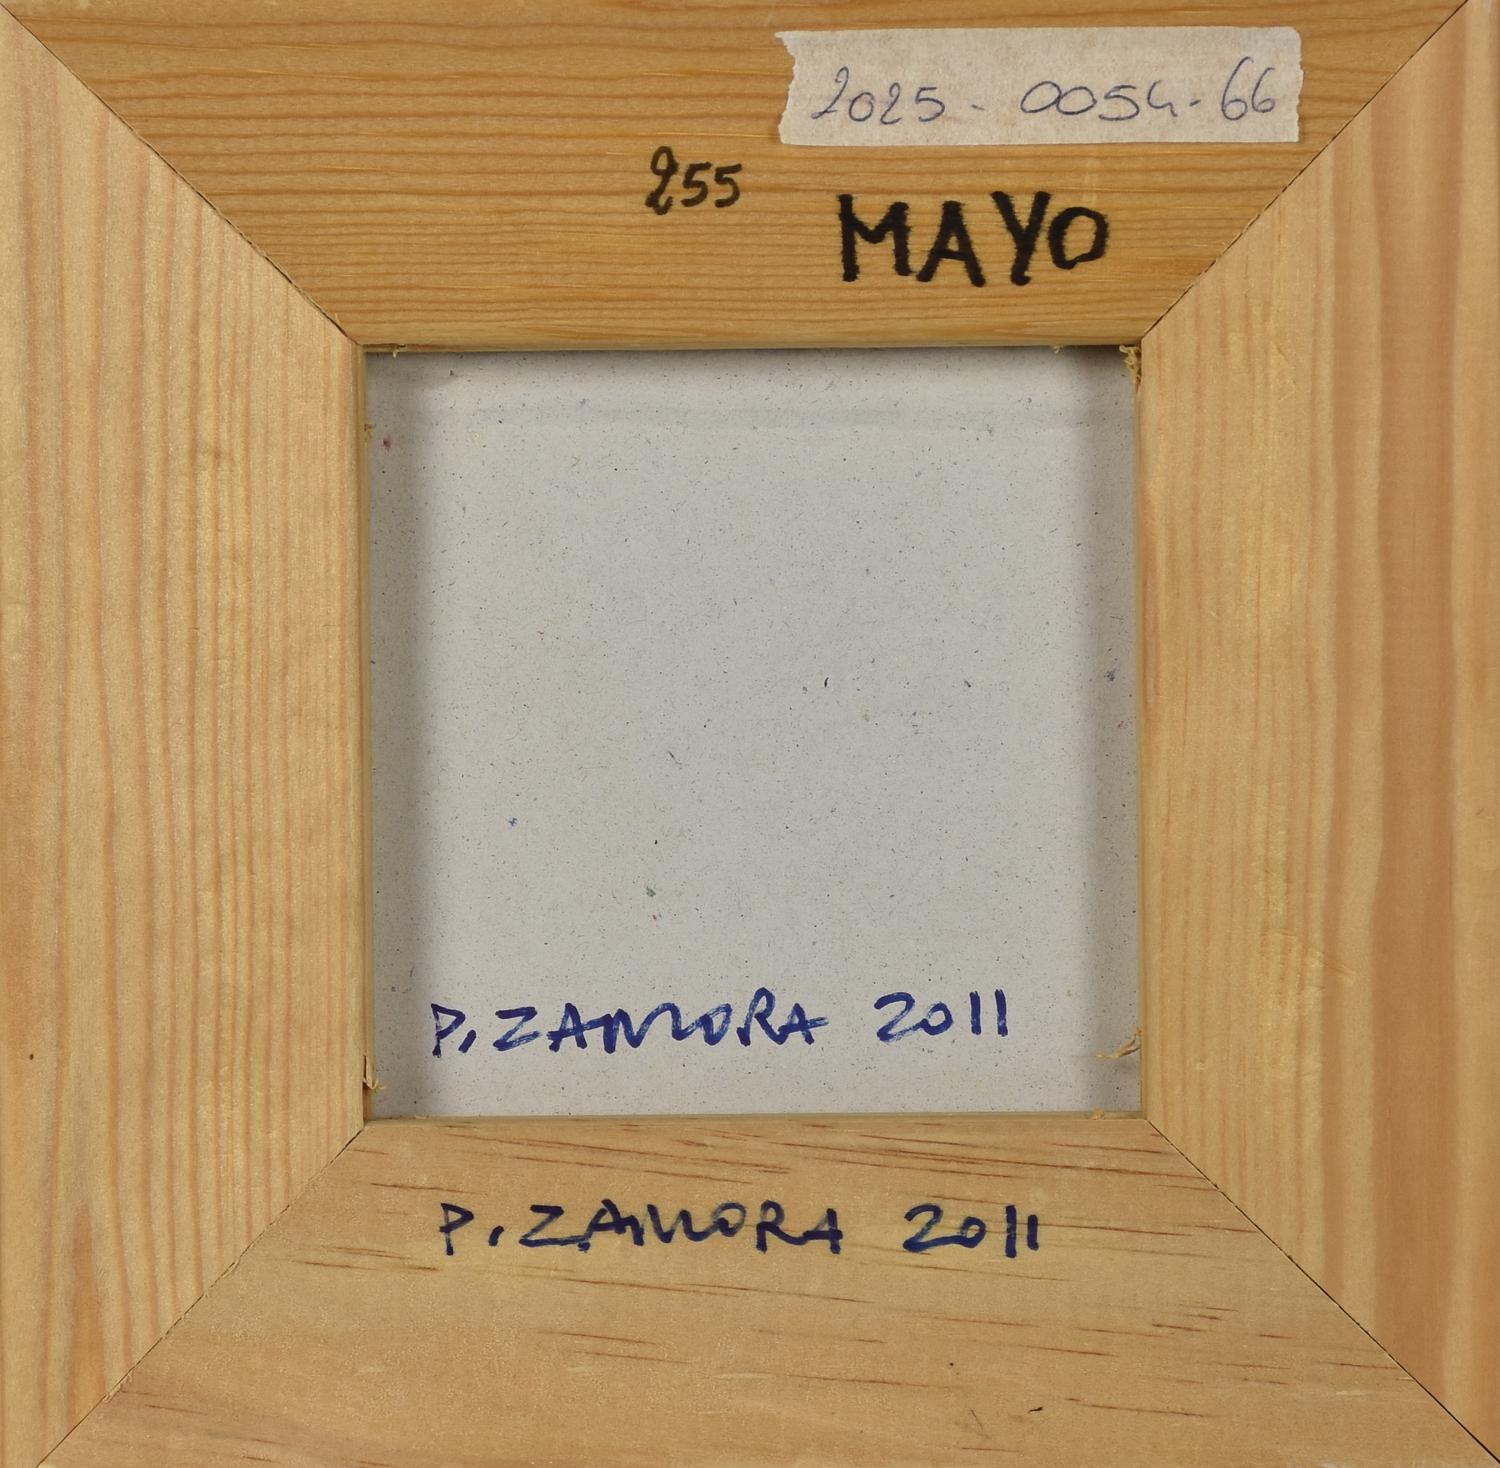 2025 - 0054 - 66
255
MAYO
P. ZAMORA 2011
P. ZAMORA 2011